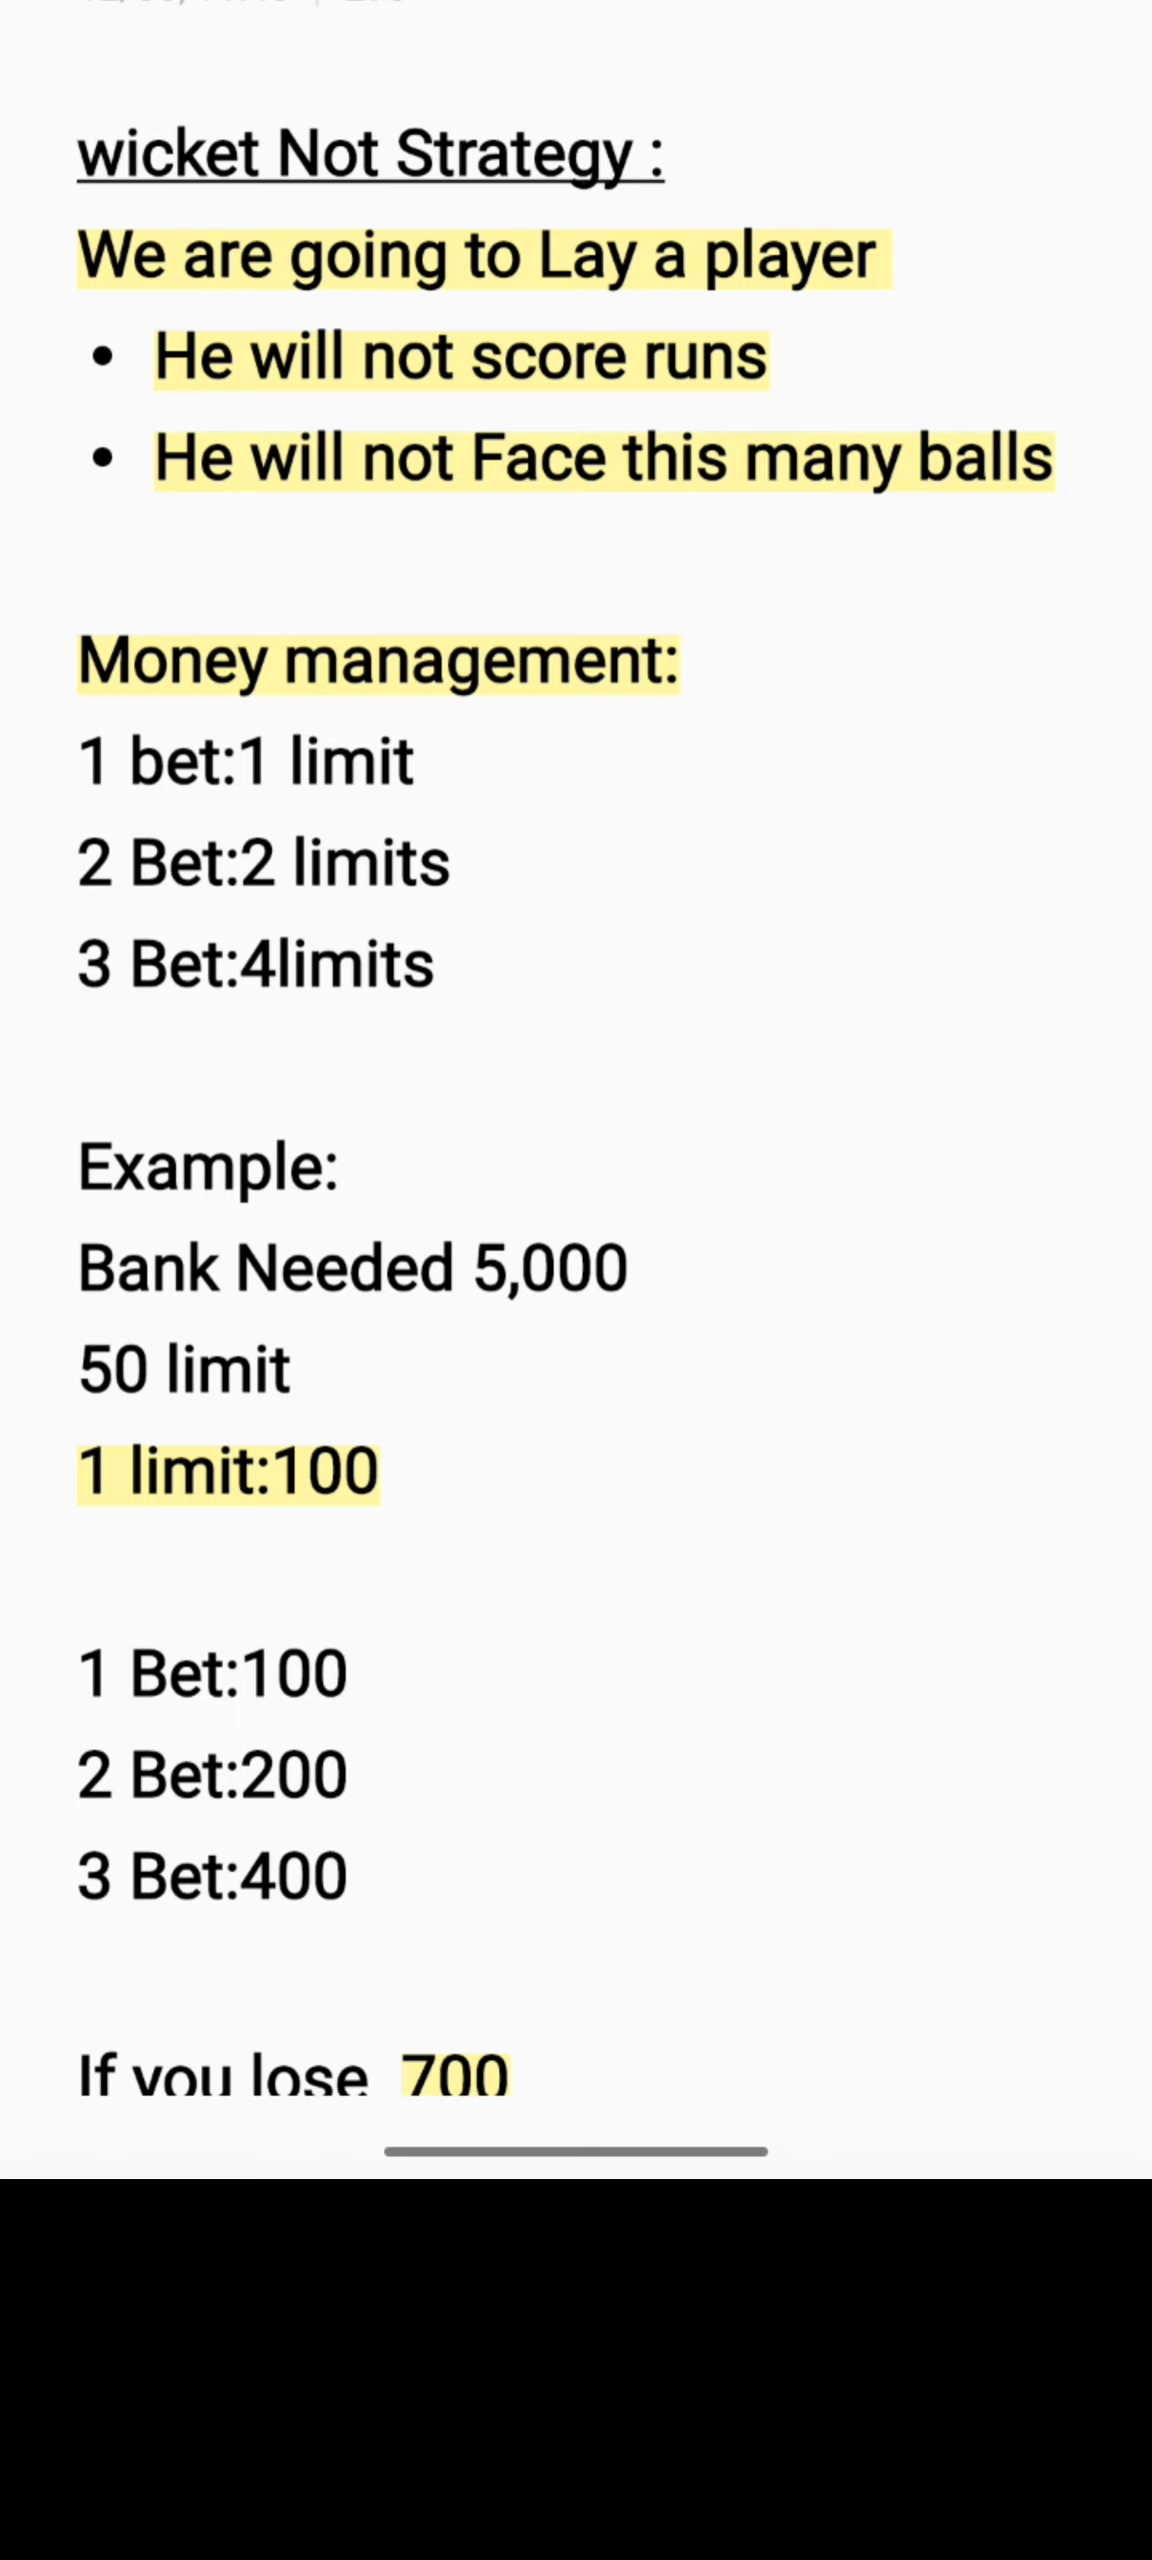 wicket Not Strategy :
We are going to Lay a player
• He will not score runs
• He will not Face this many balls
Money management:
1 bet:1 limit
2 Bet:2 limits
3 Bet:4limits
Example:
Bank Needed 5,000
50 limit
1 limit:100
1 Bet:100
2 Bet:200
3 Bet:400
If you lose 700